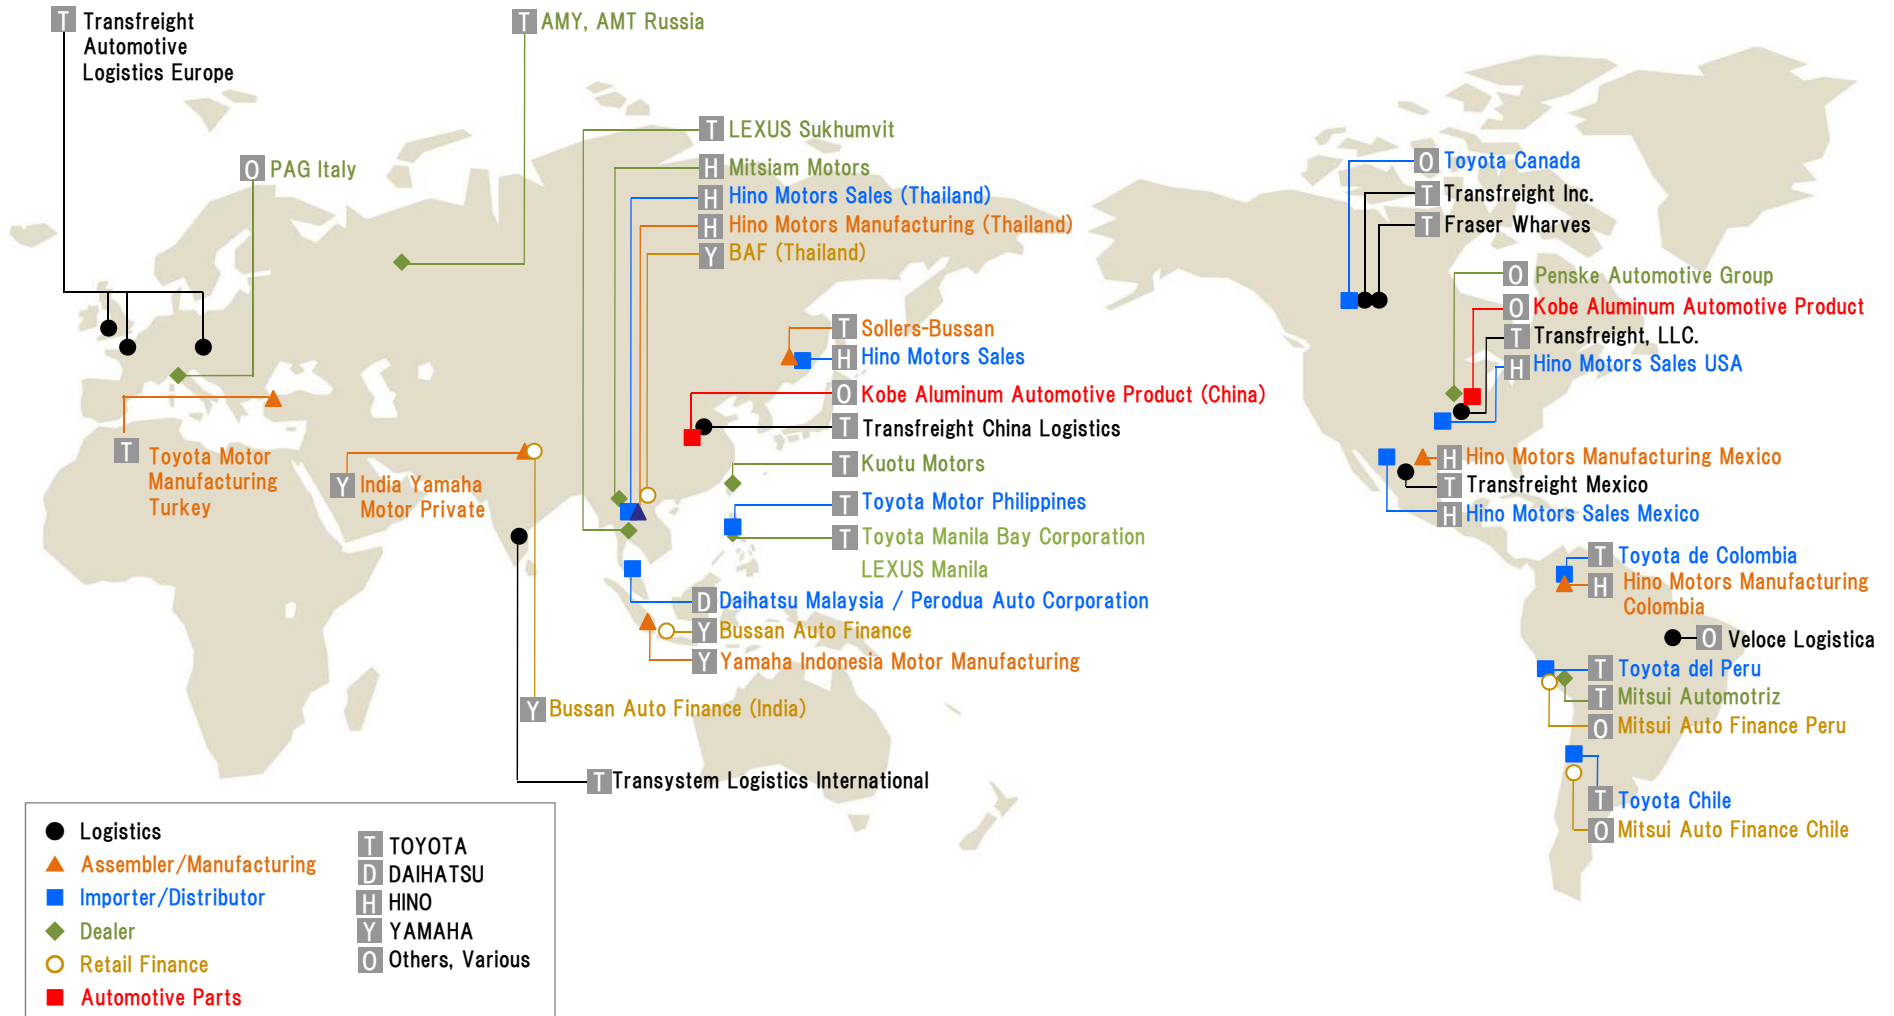 T Transfreight
Automotive
Logistics Europe
T AMY, AMT Russia
O PAG Italy
T LEXUS Sukhumvit
H Mitsiam Motors
H Hino Motors Sales (Thailand)
H Hino Motors Manufacturing (Thailand)
Y BAF (Thailand)
T Sollers-Bussan
H Hino Motors Sales
O Kobe Aluminum Automotive Product (China)
T Transfreight China Logistics
T Kuotu Motors
T Toyota Motor Philippines
T Toyota Manila Bay Corporation
LEXUS Manila
D Daihatsu Malaysia / Perodua Auto Corporation
Y Bussan Auto Finance
Y Yamaha Indonesia Motor Manufacturing
T Toyota Motor
Manufacturing
Turkey
Y India Yamaha
Motor Private
Y Bussan Auto Finance (India)
T Transystem Logistics International
O Toyota Canada
T Transfreight Inc.
T Fraser Wharves
O Penske Automotive Group
O Kobe Aluminum Automotive Product
T Transfreight, LLC.
H Hino Motors Sales USA
H Hino Motors Manufacturing Mexico
T Transfreight Mexico
H Hino Motors Sales Mexico
T Toyota de Colombia
H Hino Motors Manufacturing
Colombia
O Veloce Logistica
T Toyota del Peru
T Mitsui Automotriz
O Mitsui Auto Finance Peru
T Toyota Chile
O Mitsui Auto Finance Chile
Logistics
Assembler/Manufacturing
Importer/Distributor
Dealer
Retail Finance
Automotive Parts
T TOYOTA
D DAIHATSU
H HINO
Y YAMAHA
O Others, Various